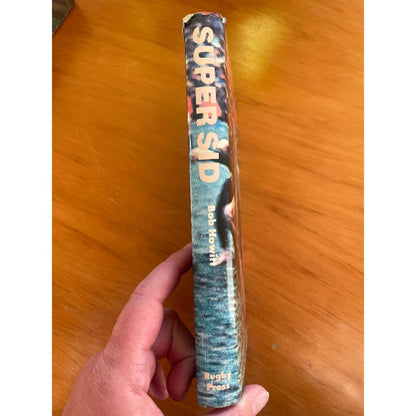 SUPER SID
Bob Howitt
Rugby
Press